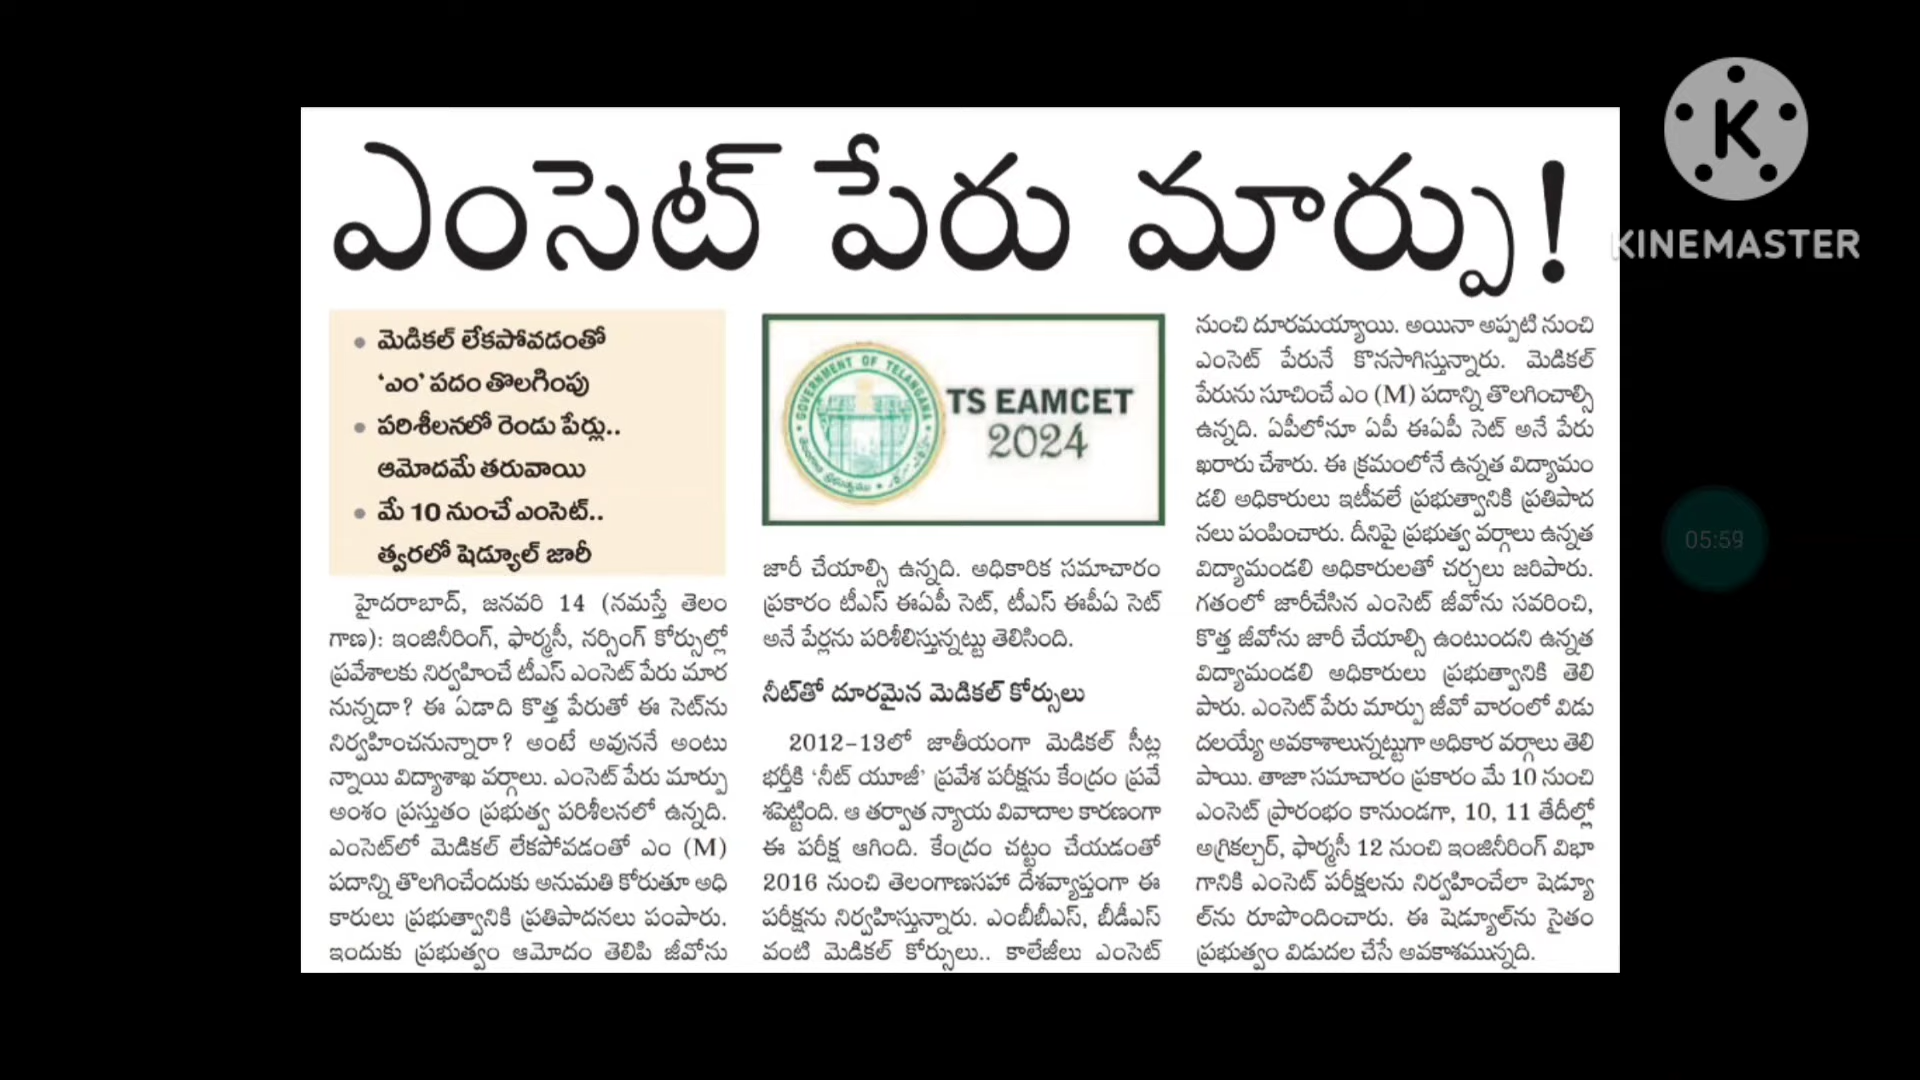 ఎంసెట్ పేరు మార్పు!
K
KINEMASTER
• మెడికల్ లేకపోవడంతో
‘ఎం’ పదం తొలగింపు
• పరిశీలనలో రెండు పేర్లు..
ఆమోదమే తరువాయి
• మే 10 నుంచే ఎంసెట్..
త్వరలో షెడ్యూల్ జారీ
హైదరాబాద్, జనవరి 14 (నమస్తే తెలం
గాణ): ఇంజినీరింగ్, ఫార్మసీ, నర్సింగ్ కోర్సుల్లో
ప్రవేశాలకు నిర్వహించే టీఎస్ ఎంసెట్ పేరు మార
నున్నదా? ఈ ఏడాది కొత్త పేరుతో ఈ సెట్‌ను
నిర్వహించనున్నారా? అంటే అవుననే అంటు
న్నాయి విద్యాశాఖ వర్గాలు. ఎంసెట్ పేరు మార్పు
అంశం ప్రస్తుతం ప్రభుత్వ పరిశీలనలో ఉన్నది.
ఎంసెట్‌లో మెడికల్ లేకపోవడంతో ఎం (M)
పదాన్ని తొలగించేందుకు అనుమతి కోరుతూ అధి
కారులు ప్రభుత్వానికి ప్రతిపాదనలు పంపారు.
ఇందుకు ప్రభుత్వం ఆమోదం తెలిపి జీవోను
GOVERNMENT OF TELANGANA
TS EAMCET
2024
జారీ చేయాల్సి ఉన్నది. అధికారిక సమాచారం
ప్రకారం టీఎస్ ఈఏపీ సెట్, టీఎస్ ఈపీఏ సెట్
అనే పేర్లను పరిశీలిస్తున్నట్టు తెలిసింది.
నీట్‌తో దూరమైన మెడికల్ కోర్సులు
2012-13లో జాతీయంగా మెడికల్ సీట్ల
భర్తీకి ‘నీట్ యూజీ’ ప్రవేశ పరీక్షను కేంద్రం ప్రవే
శపెట్టింది. ఆ తర్వాత న్యాయ వివాదాల కారణంగా
ఈ పరీక్ష ఆగింది. కేంద్రం చట్టం చేయడంతో
2016 నుంచి తెలంగాణసహా దేశవ్యాప్తంగా ఈ
పరీక్షను నిర్వహిస్తున్నారు. ఎంబీబీఎస్, బీడీఎస్
వంటి మెడికల్ కోర్సులు.. కాలేజీలు ఎంసెట్
నుంచి దూరమయ్యాయి. అయినా అప్పటి నుంచి
ఎంసెట్ పేరునే కొనసాగిస్తున్నారు. మెడికల్
పేరును సూచించే ఎం (M) పదాన్ని తొలగించాల్సి
ఉన్నది. ఏపీలోనూ ఏపీ ఈఏపీ సెట్ అనే పేరు
ఖరారు చేశారు. ఈ క్రమంలోనే ఉన్నత విద్యామం
డలి అధికారులు ఇటీవలే ప్రభుత్వానికి ప్రతిపాద
నలు పంపించారు. దీనిపై ప్రభుత్వ వర్గాలు ఉన్నత
విద్యామండలి అధికారులతో చర్చలు జరిపారు.
గతంలో జారీచేసిన ఎంసెట్ జీవోను సవరించి,
కొత్త జీవోను జారీ చేయాల్సి ఉంటుందని ఉన్నత
విద్యామండలి అధికారులు ప్రభుత్వానికి తెలి
పారు. ఎంసెట్ పేరు మార్పు జీవో వారంలో విడు
దలయ్యే అవకాశాలున్నట్టుగా అధికార వర్గాలు తెలి
పాయి. తాజా సమాచారం ప్రకారం మే 10 నుంచి
ఎంసెట్ ప్రారంభం కానుండగా, 10, 11 తేదీల్లో
అగ్రికల్చర్, ఫార్మసీ 12 నుంచి ఇంజినీరింగ్ విభా
గానికి ఎంసెట్ పరీక్షలను నిర్వహించేలా షెడ్యూ
ల్‌ను రూపొందించారు. ఈ షెడ్యూల్‌ను సైతం
ప్రభుత్వం విడుదల చేసే అవకాశమున్నది.
05:59